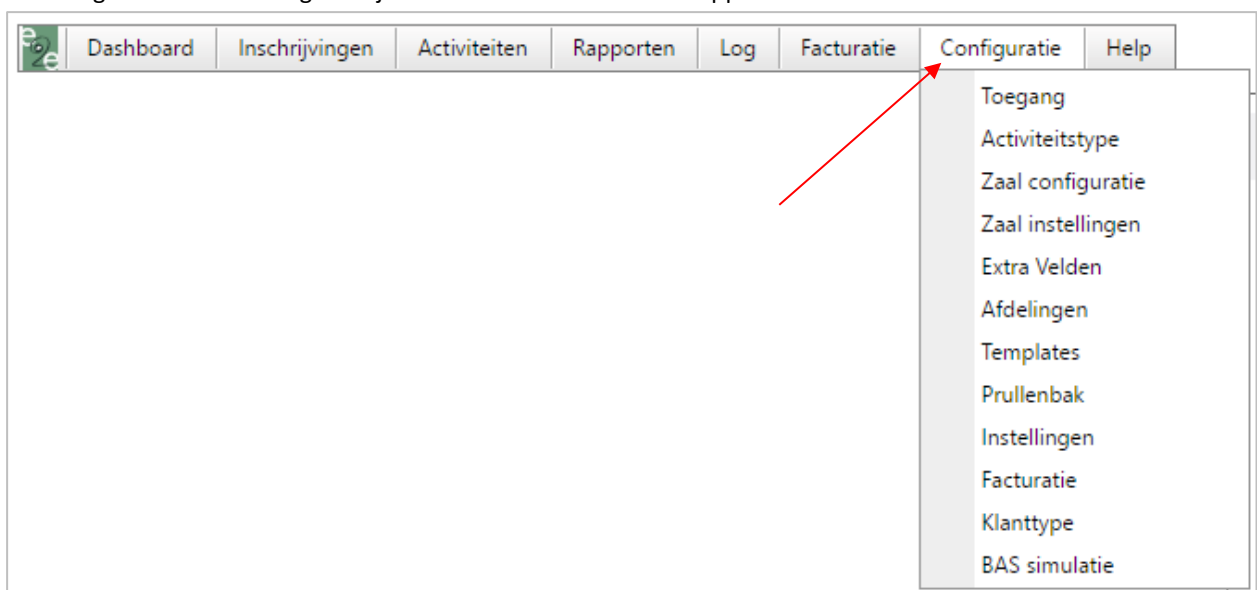 e2e Dashboard Inschrijvingen Activiteiten Rapporten Log Facturatie Configuratie Help
Toegang
Activiteitstype
Zaal configuratie
Zaal instellingen
Extra Velden
Afdelingen
Templates
Prullenbak
Instellingen
Facturatie
Klanttype
BAS simulatie